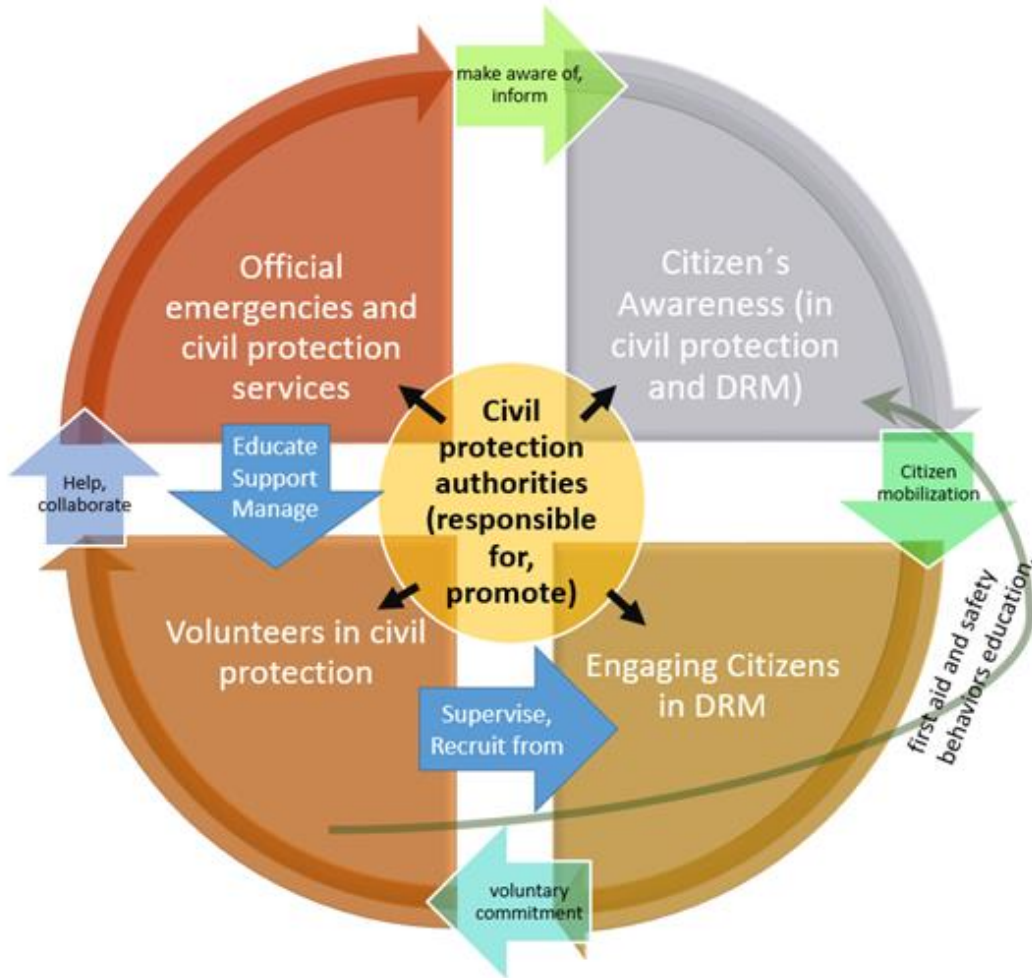 make aware of,
inform
Official
emergencies and
civil protection
services
Citizen´s
Awareness (in
civil protection
and DRM)
Civil
protection
authorities
(responsible
for,
promote)
Help,
collaborate
Educate
Support
Manage
Citizen
mobilization
Volunteers in civil
protection
Engaging Citizens
in DRM
Supervise,
Recruit from
first aid and safety
behaviors education,
voluntary
commitment